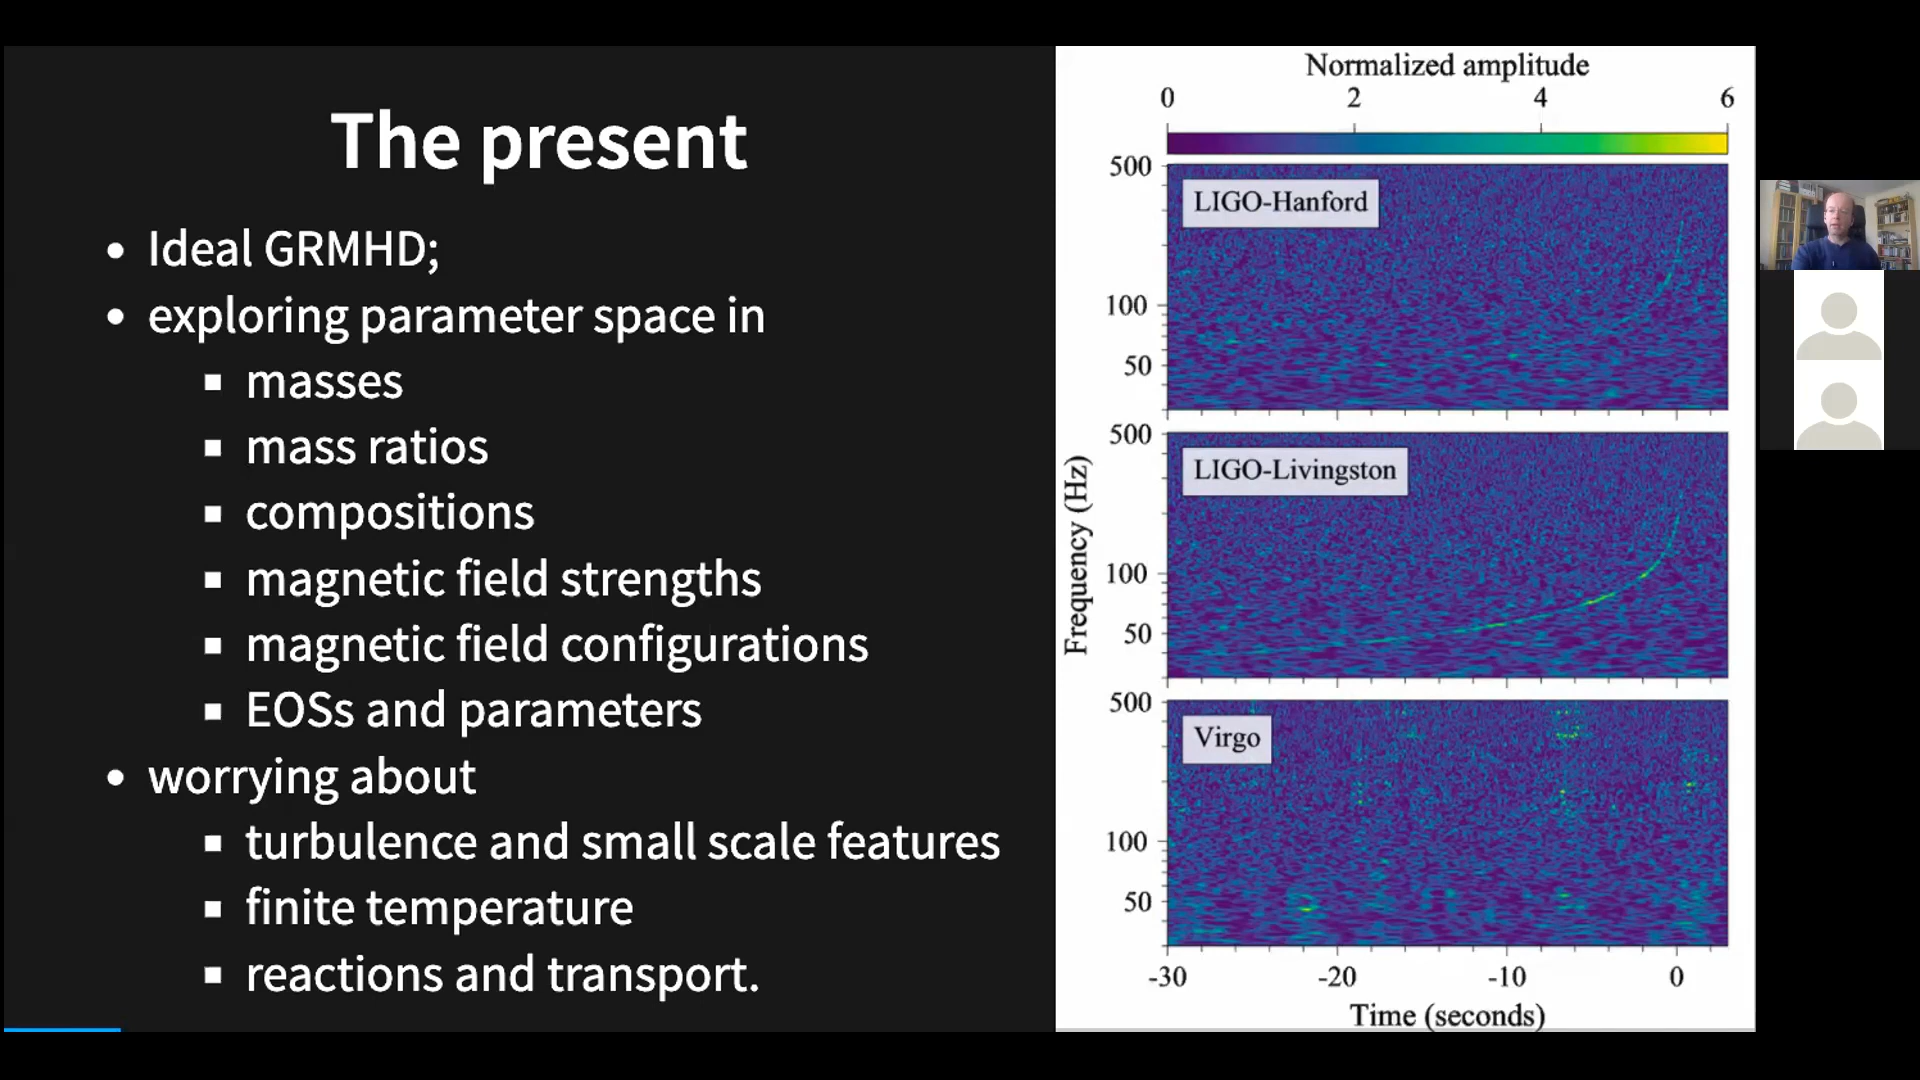 The present
Ideal GRMHD;
exploring parameter space in
masses
mass ratios
compositions
magnetic field strengths
magnetic field configurations
EOSs and parameters
worrying about
turbulence and small scale features
finite temperature
reactions and transport.
Normalized amplitude
0 2 4 6
500
LIGO-Hanford
100
50
500
LIGO-Livingston
100
50
Frequency (Hz)
500
Virgo
100
50
-30 -20 -10 0
Time (seconds)